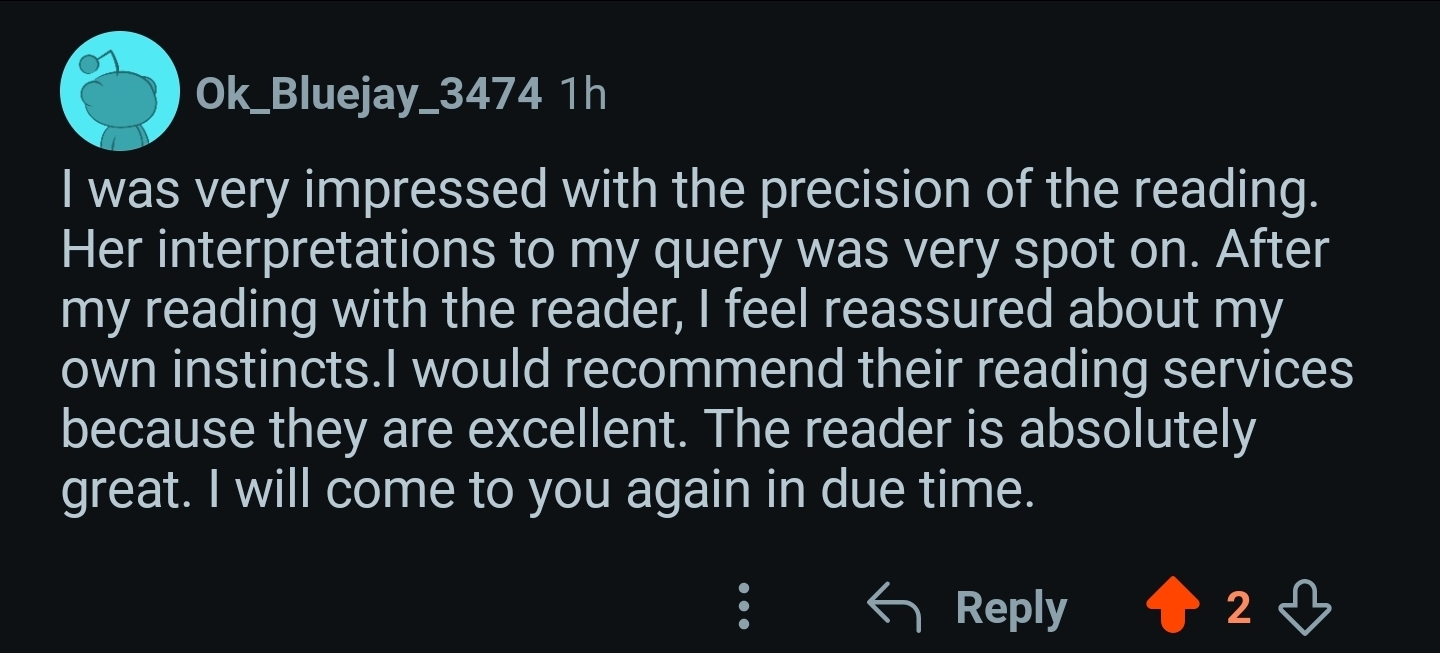 Ok_Bluejay_3474 1h
I was very impressed with the precision of the reading.
Her interpretations to my query was very spot on. After
my reading with the reader, I feel reassured about my
own instincts.I would recommend their reading services
because they are excellent. The reader is absolutely
great. I will come to you again in due time.
Reply 2